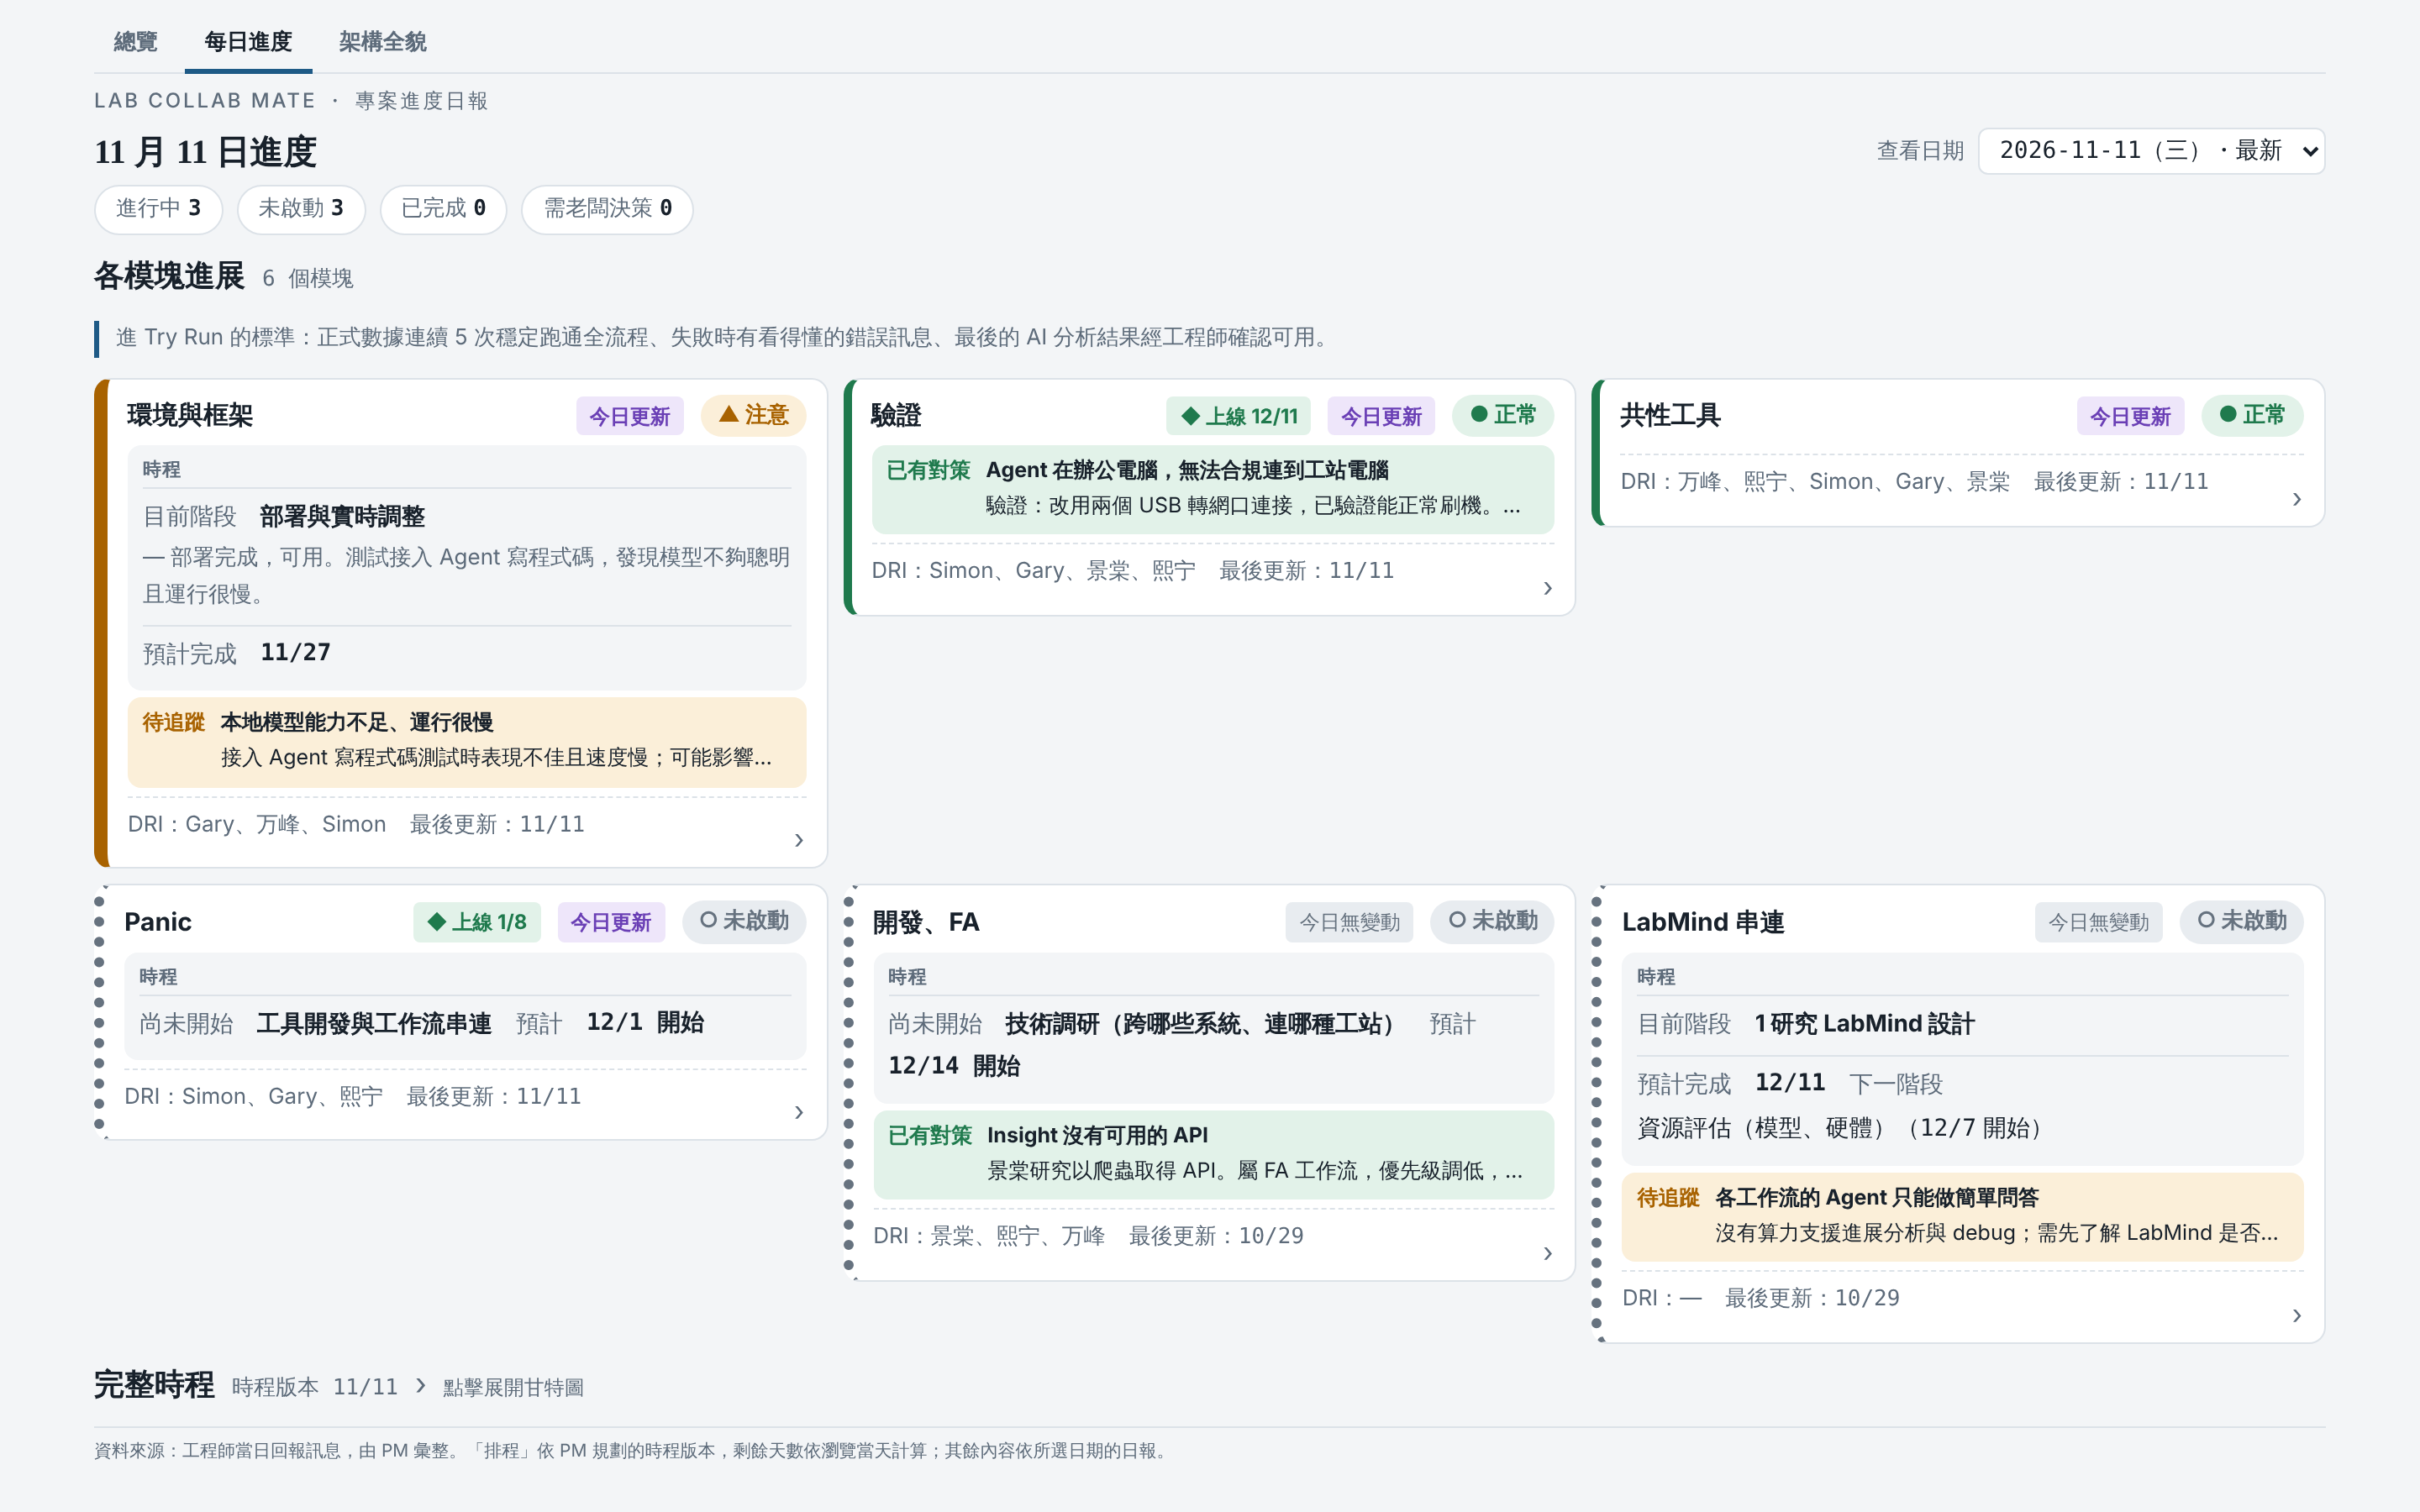 總覽 每日進度 架構全貌
LAB COLLAB MATE · 專案進度日報
11 月 11 日進度
查看日期 2026-11-11（三）· 最新
進行中 3 未啟動 3 已完成 0 需老闆決策 0
各模塊進展 6 個模塊
進 Try Run 的標準：正式數據連續 5 次穩定跑通全流程、失敗時有看得懂的錯誤訊息、最後的 AI 分析結果經工程師確認可用。
環境與框架 今日更新 ▲ 注意
時程
目前階段 部署與實時調整
— 部署完成，可用。測試接入 Agent 寫程式碼，發現模型不夠聰明
且運行很慢。
預計完成 11/27
待追蹤 本地模型能力不足、運行很慢
接入 Agent 寫程式碼測試時表現不佳且速度慢；可能影響...
DRI：Gary、万峰、Simon 最後更新：11/11
›
驗證 ◆ 上線 12/11 今日更新 ● 正常
已有對策 Agent 在辦公電腦，無法合規連到工站電腦
驗證：改用兩個 USB 轉網口連接，已驗證能正常刷機。...
DRI：Simon、Gary、景棠、熙宁 最後更新：11/11
›
共性工具 今日更新 ● 正常
DRI：万峰、熙宁、Simon、Gary、景棠 最後更新：11/11
›
Panic ◆ 上線 1/8 今日更新 ○ 未啟動
時程
尚未開始 工具開發與工作流串連 預計 12/1 開始
DRI：Simon、Gary、熙宁 最後更新：11/11
›
開發、FA 今日無變動 ○ 未啟動
時程
尚未開始 技術調研（跨哪些系統、連哪種工站） 預計
12/14 開始
已有對策 Insight 沒有可用的 API
景棠研究以爬蟲取得 API。屬 FA 工作流，優先級調低，...
DRI：景棠、熙宁、万峰 最後更新：10/29
›
LabMind 串連 今日無變動 ○ 未啟動
時程
目前階段 1 研究 LabMind 設計
預計完成 12/11 下一階段
資源評估（模型、硬體）（12/7 開始）
待追蹤 各工作流的 Agent 只能做簡單問答
沒有算力支援進展分析與 debug；需先了解 LabMind 是否...
DRI：— 最後更新：10/29
›
完整時程 時程版本 11/11 › 點擊展開甘特圖
資料來源：工程師當日回報訊息，由 PM 彙整。「排程」依 PM 規劃的時程版本，剩餘天數依瀏覽當天計算；其餘內容依所選日期的日報。